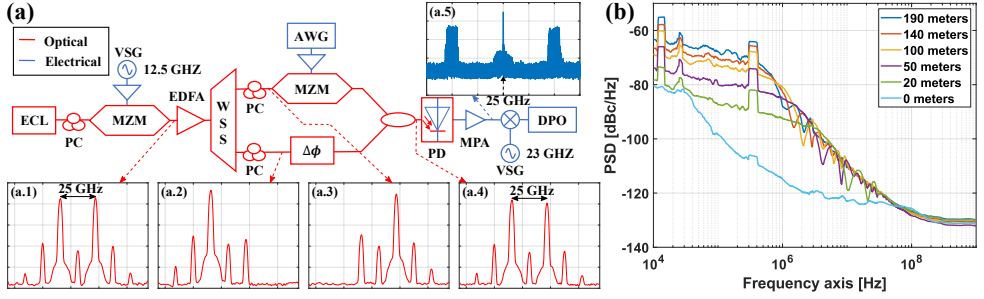 (a)
Optical
Electrical
VSG
12.5 GHZ
ECL
PC
MZM
EDFA
WSS
PC
PC
AWG
MZM
Δϕ
PD
MPA
25 GHz
DPO
VSG
23 GHZ
(a.5)
(a.1)
25 GHz
(a.2)
(a.3)
(a.4)
25 GHz
(b)
PSD [dBc/Hz]
-60
-80
-100
-120
-140
10^4
10^6
10^8
Frequency axis [Hz]
190 meters
140 meters
100 meters
50 meters
20 meters
0 meters